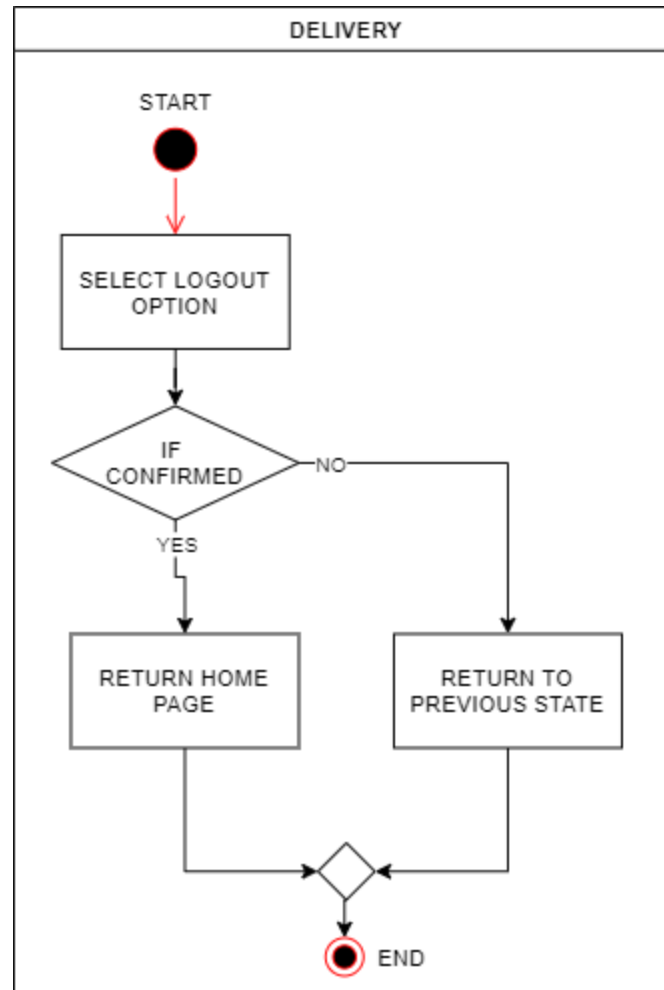 DELIVERY
START
SELECT LOGOUT
OPTION
IF
CONFIRMED
NO
YES
RETURN HOME
PAGE
RETURN TO
PREVIOUS STATE
END